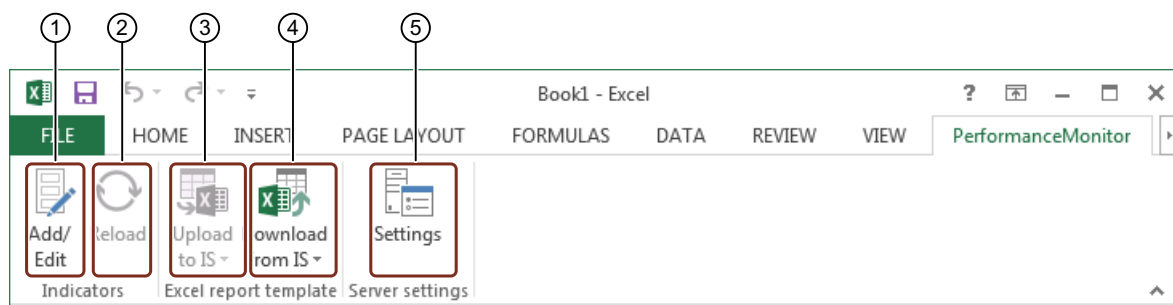 1 2 3 4 5
Book1 - Excel ?
FILE HOME INSERT PAGE LAYOUT FORMULAS DATA REVIEW VIEW PerformanceMonitor
Add/ Reload Upload ownload Settings
Edit to IS rom IS
Indicators Excel report template Server settings